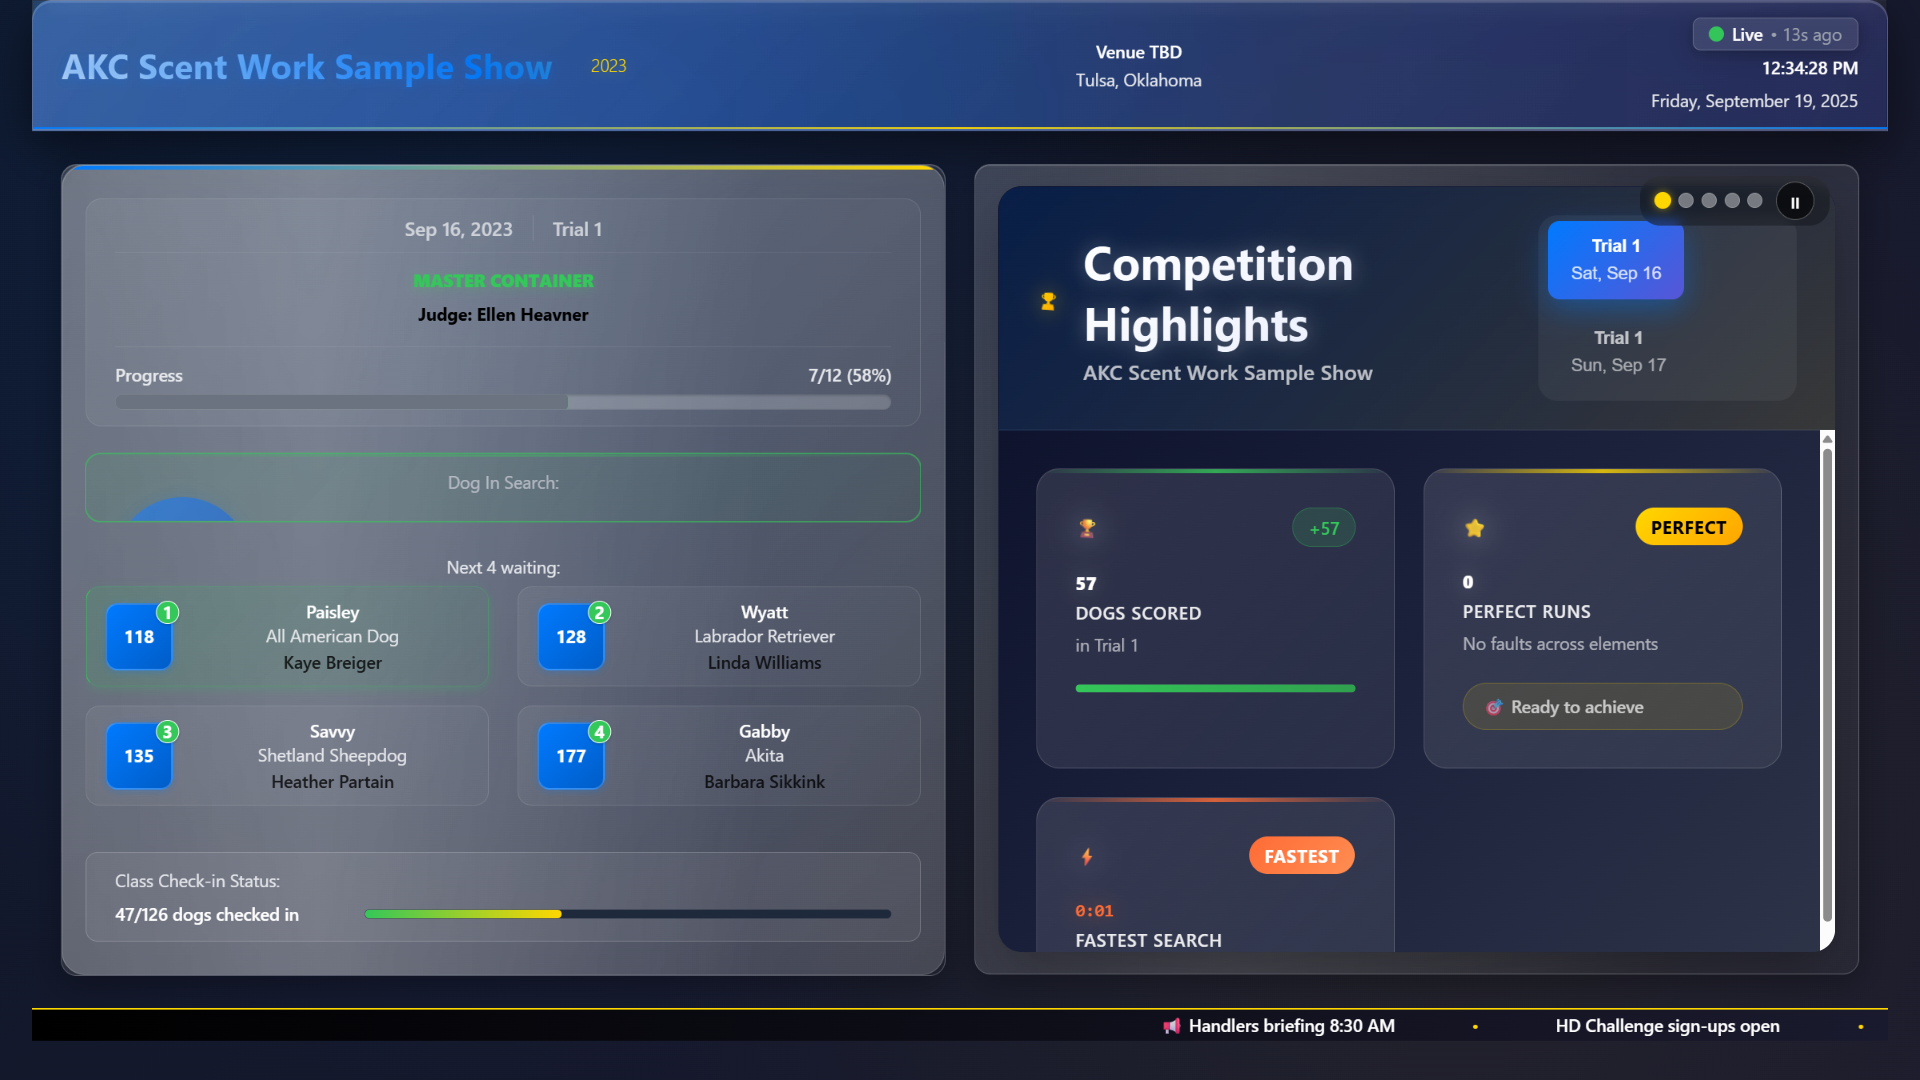 AKC Scent Work Sample Show
2023
Venue TBD
Tulsa, Oklahoma
Live • 13s ago
12:34:28 PM
Friday, September 19, 2025
Sep 16, 2023
Trial 1
MASTER CONTAINER
Judge: Ellen Heavner
Progress
7/12 (58%)
Dog In Search:
Next 4 waiting:
118
1
Paisley
All American Dog
Kaye Breiger
128
2
Wyatt
Labrador Retriever
Linda Williams
135
3
Savvy
Shetland Sheepdog
Heather Partain
177
4
Gabby
Akita
Barbara Sikkink
Class Check-in Status:
47/126 dogs checked in
Competition
Highlights
AKC Scent Work Sample Show
Trial 1
Sat, Sep 16
Trial 1
Sun, Sep 17
+57
57
DOGS SCORED
in Trial 1
PERFECT
0
PERFECT RUNS
No faults across elements
Ready to achieve
FASTEST
0:01
FASTEST SEARCH
Handlers briefing 8:30 AM • HD Challenge sign-ups open •